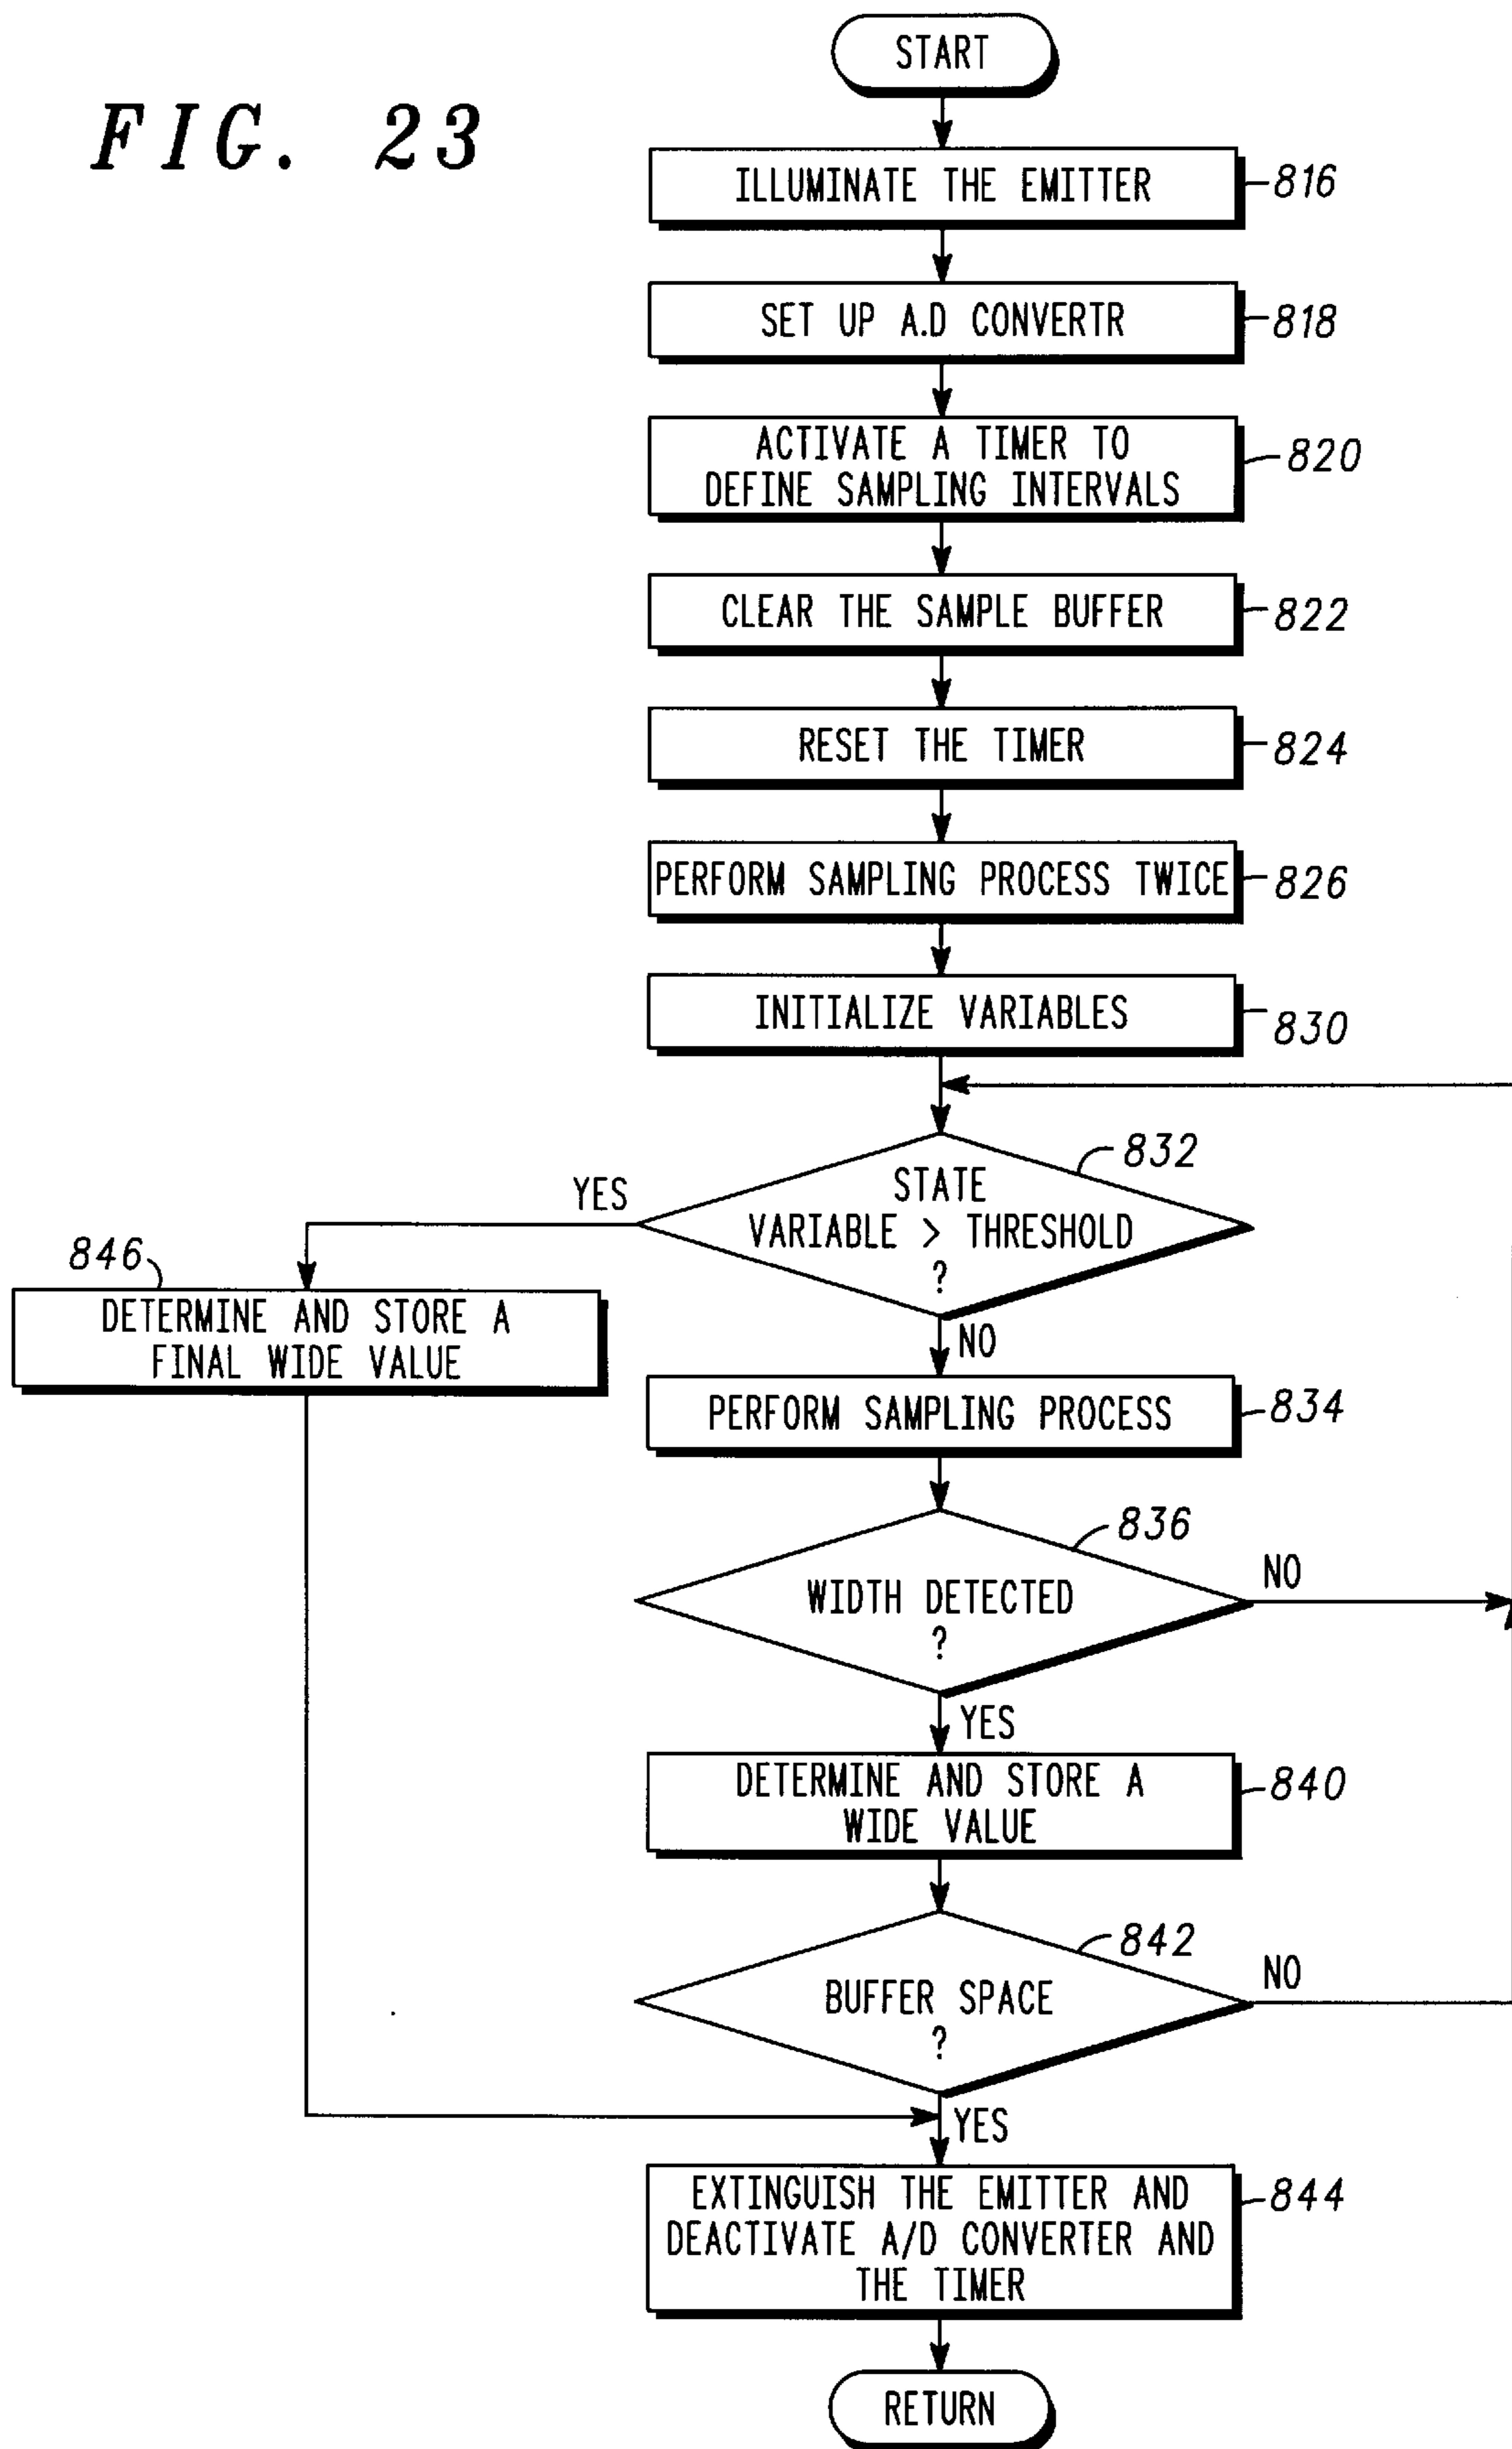 FIG. 23
START
ILLUMINATE THE EMITTER
816
SET UP A.D CONVERTR
818
ACTIVATE A TIMER TO
DEFINE SAMPLING INTERVALS
820
CLEAR THE SAMPLE BUFFER
822
RESET THE TIMER
824
PERFORM SAMPLING PROCESS TWICE
826
INITIALIZE VARIABLES
830
832
STATE
VARIABLE > THRESHOLD
?
YES
NO
846
DETERMINE AND STORE A
FINAL WIDE VALUE
PERFORM SAMPLING PROCESS
834
836
WIDTH DETECTED
?
NO
YES
DETERMINE AND STORE A
WIDE VALUE
840
842
BUFFER SPACE
?
NO
YES
EXTINGUISH THE EMITTER AND
DEACTIVATE A/D CONVERTER AND
THE TIMER
844
RETURN